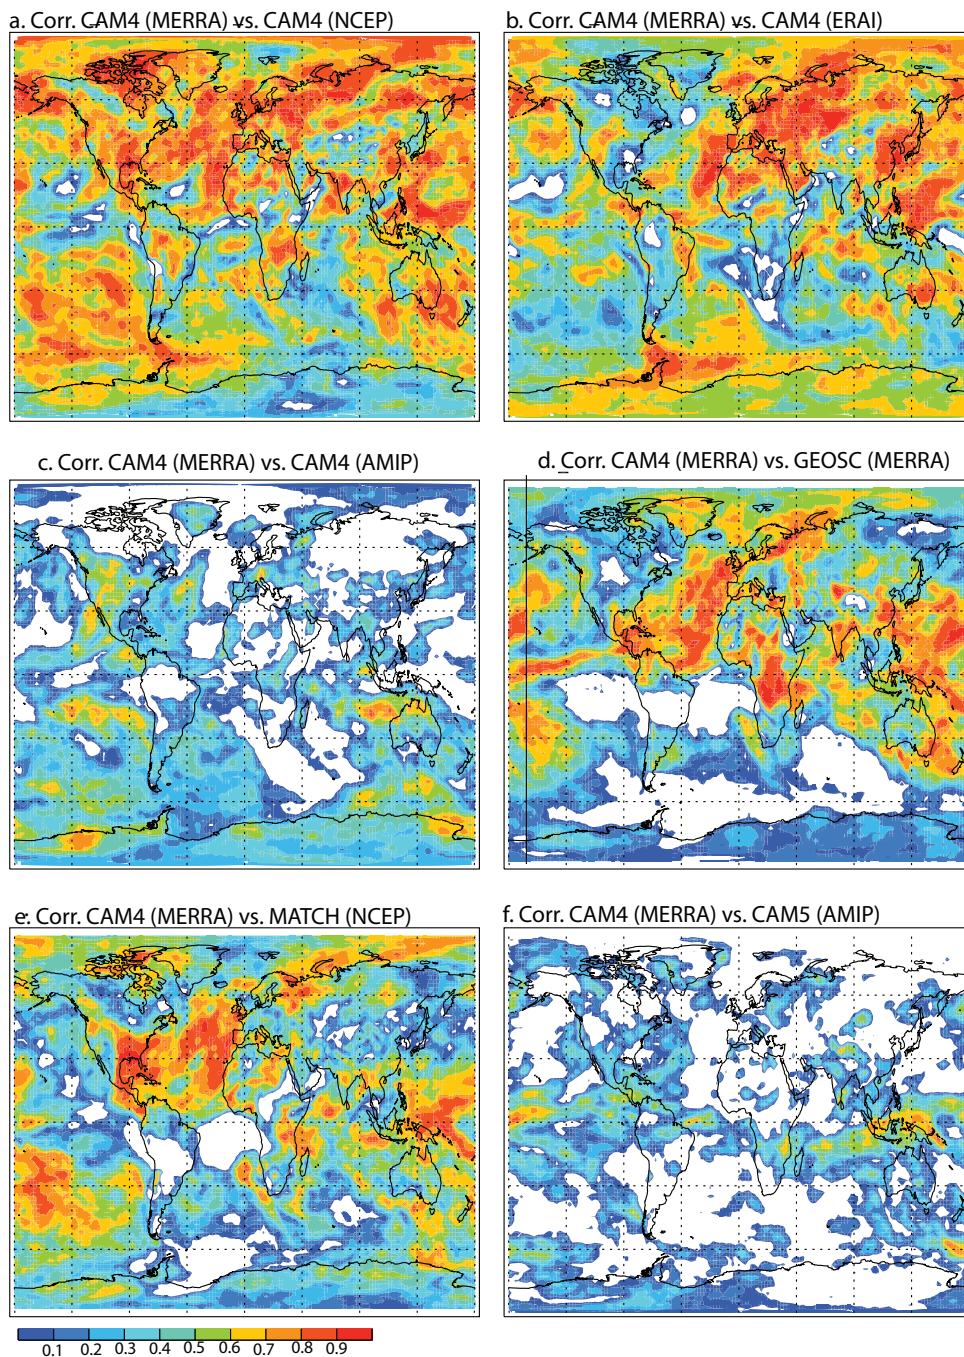 a. Corr. CAM4 (MERRA) vs. CAM4 (NCEP)
b. Corr. CAM4 (MERRA) vs. CAM4 (ERAI)
c. Corr. CAM4 (MERRA) vs. CAM4 (AMIP)
d. Corr. CAM4 (MERRA) vs. GEOSC (MERRA)
e. Corr. CAM4 (MERRA) vs. MATCH (NCEP)
f. Corr. CAM4 (MERRA) vs. CAM5 (AMIP)
0.1 0.2 0.3 0.4 0.5 0.6 0.7 0.8 0.9